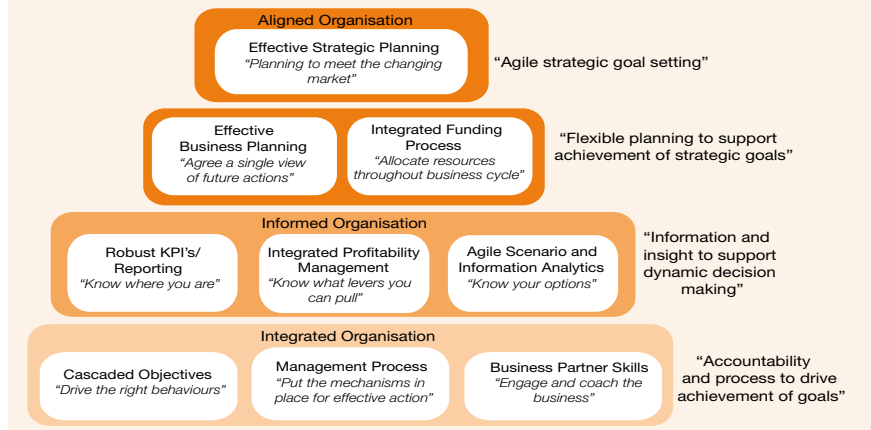 Aligned Organisation
Effective Strategic Planning
“Planning to meet the changing
market”
“Agile strategic goal setting”
Effective
Business Planning
“Agree a single view
of future actions”
Integrated Funding
Process
“Allocate resources
throughout business cycle”
“Flexible planning to support
achievement of strategic goals”
Informed Organisation
Robust KPI’s/
Reporting
“Know where you are”
Integrated Profitability
Management
“Know what levers you
can pull”
Agile Scenario and
Information Analytics
“Know your options”
“Information and
insight to support
dynamic decision
making”
Integrated Organisation
Cascaded Objectives
“Drive the right behaviours”
Management Process
“Put the mechanisms in
place for effective action”
Business Partner Skills
“Engage and coach the
business”
“Accountability
and process to drive
achievement of goals”